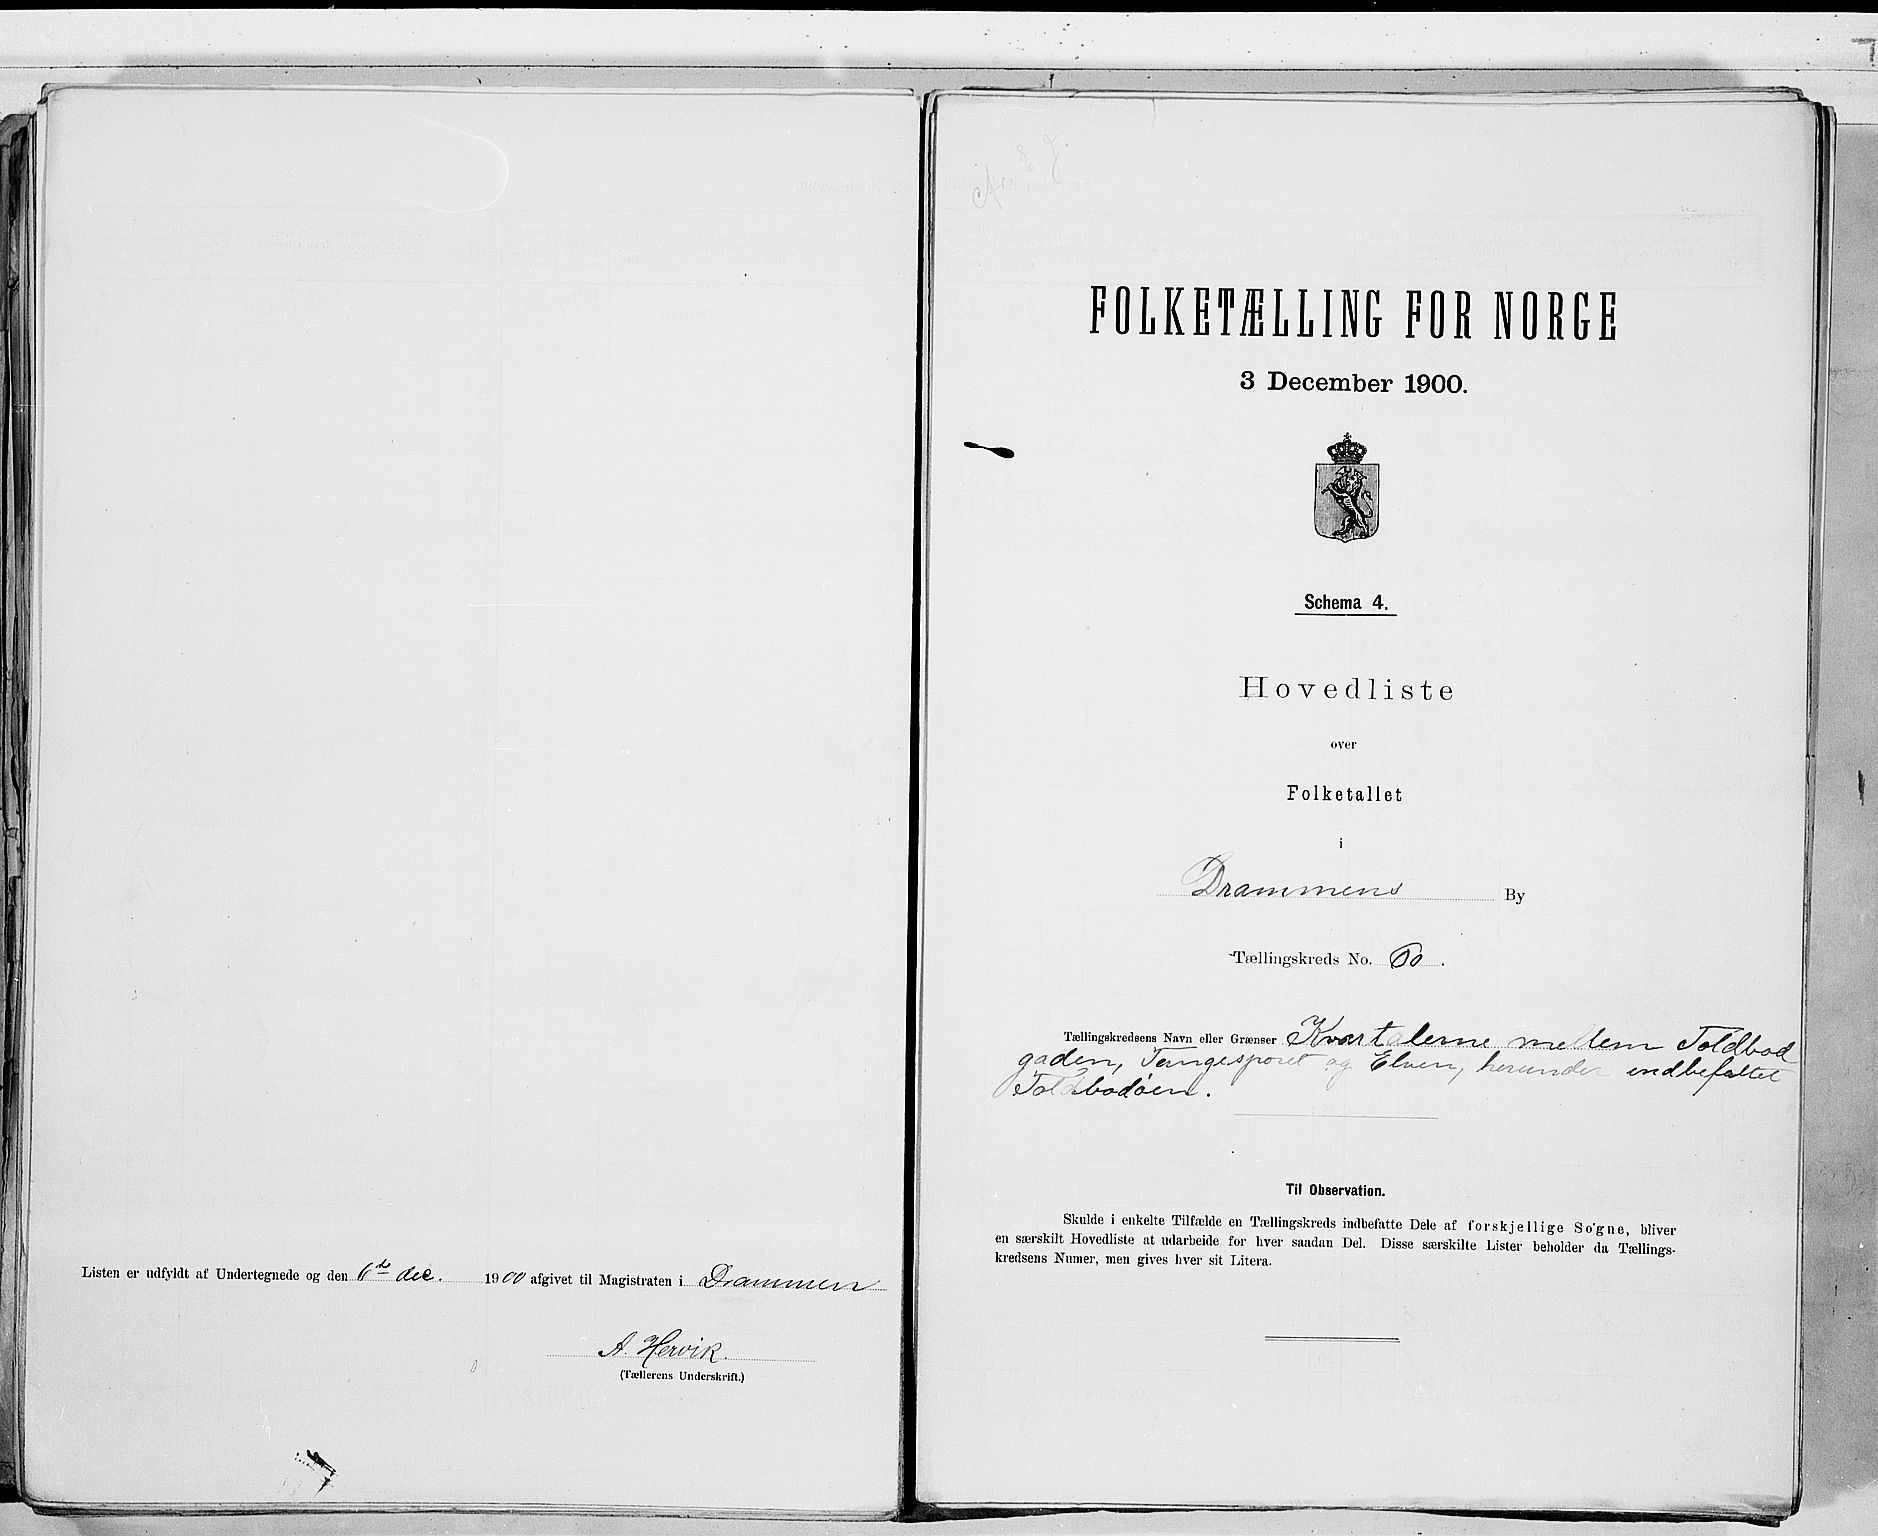 Listen er udfyldt af Undertegnede og den 6te dec. 1900 afgivet til Magistraten i Drammen
A. Hervik.
(Tællerens Underskrift.)
FOLKETÆLLING FOR NORGE
3 December 1900.
Schema 4.
Hovedliste
over
Folketallet
i
Drammens By
Tællingskreds No.
Tællingskredsens Navn eller Grænser Kvartalerne mellem Toldbod
gaden, Tangesporet og Elven, herunder indbefattet
Toldbodøen.
Til Observation.
Skulde i enkelte Tilfælde en Tællingskreds indbefatte Dele af forskjellige Sogne, bliver
en særskilt Hovedliste at udarbeide for hver saadan Del. Disse særskilte Lister beholder da Tællings-
kredsens Numer, men gives hver sit Litera.